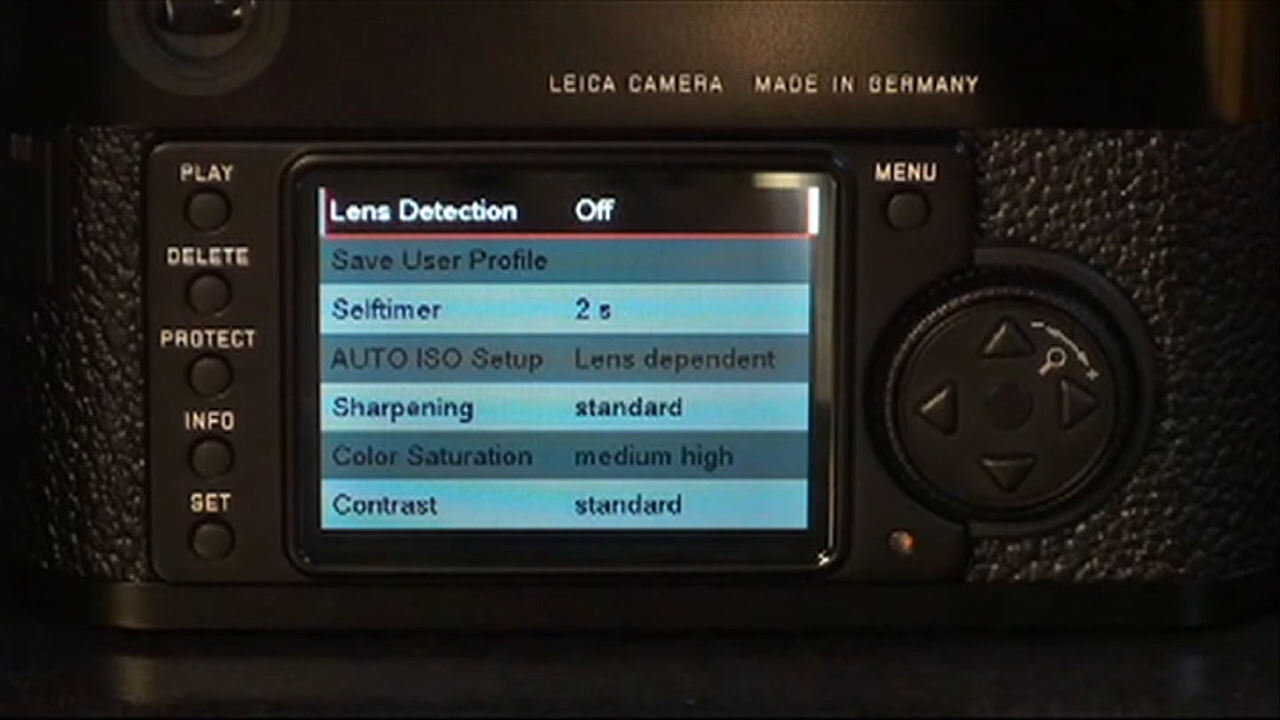 LEICA CAMERA MADE IN GERMANY
PLAY
DELETE
PROTECT
INFO
SET
MENU
Lens Detection Off
Save User Profile
Selftimer 2 s
AUTO ISO Setup Lens dependent
Sharpening standard
Color Saturation medium high
Contrast standard